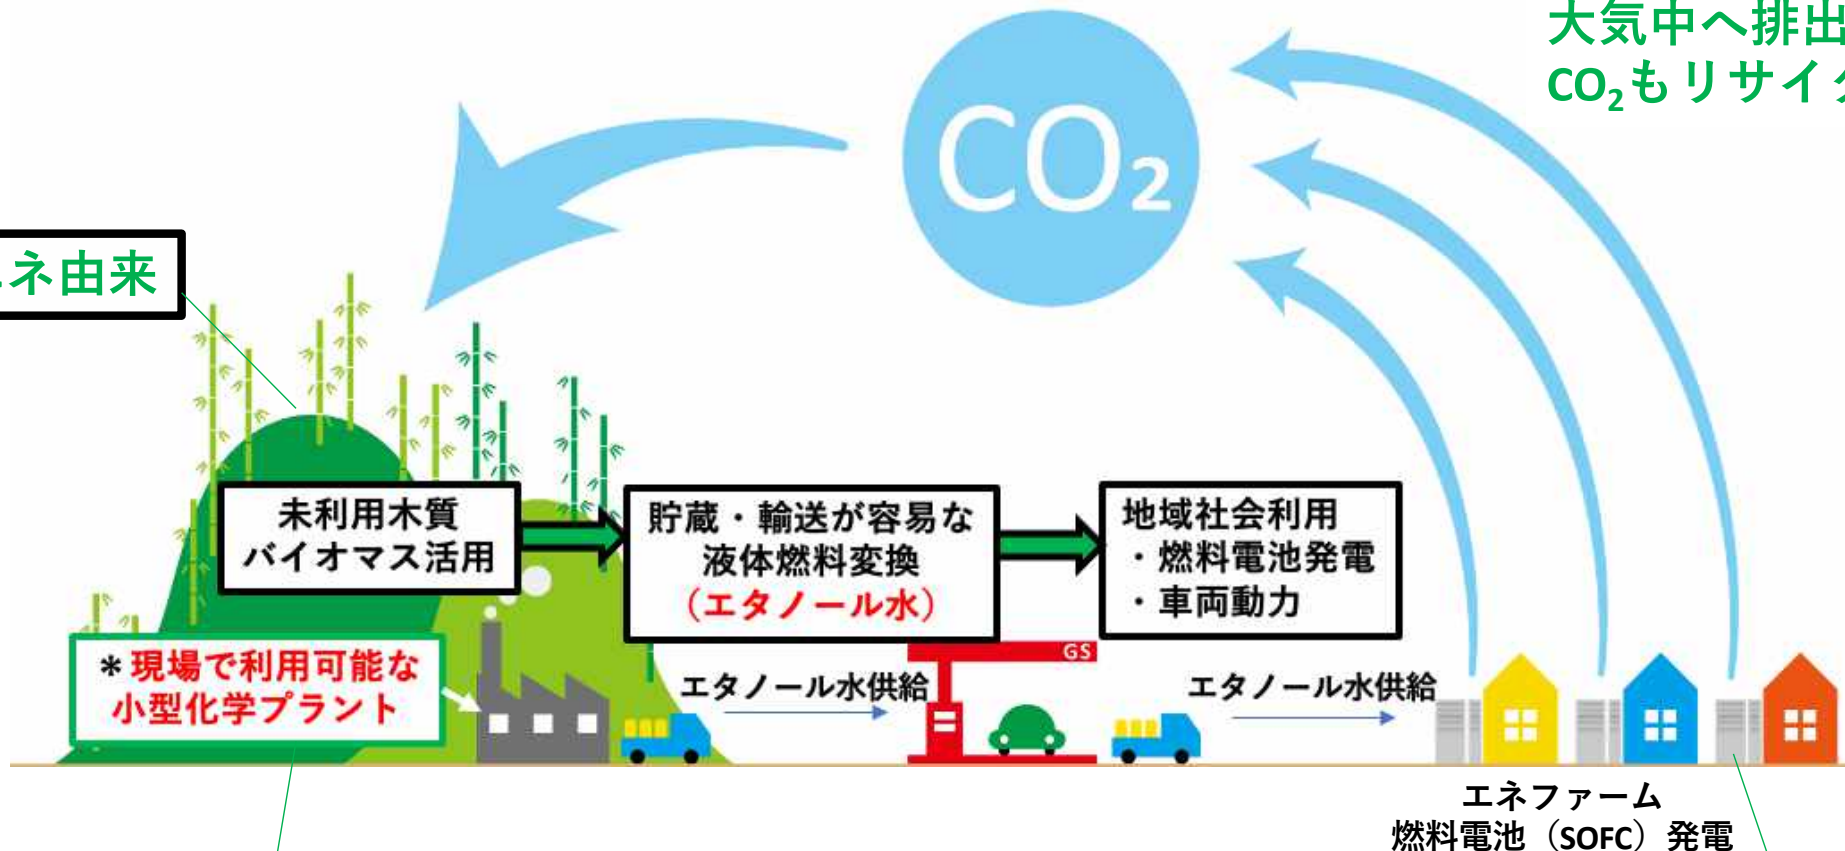 大気中へ排出
CO₂もリサイク
CO₂
ネ由来
未利用木質
バイオマス活用
貯蔵・輸送が容易な
液体燃料変換
（エタノール水）
地域社会利用
・燃料電池発電
・車両動力
＊現場で利用可能な
小型化学プラント
エタノール水供給
GS
エタノール水供給
エネファーム
燃料電池（SOFC）発電